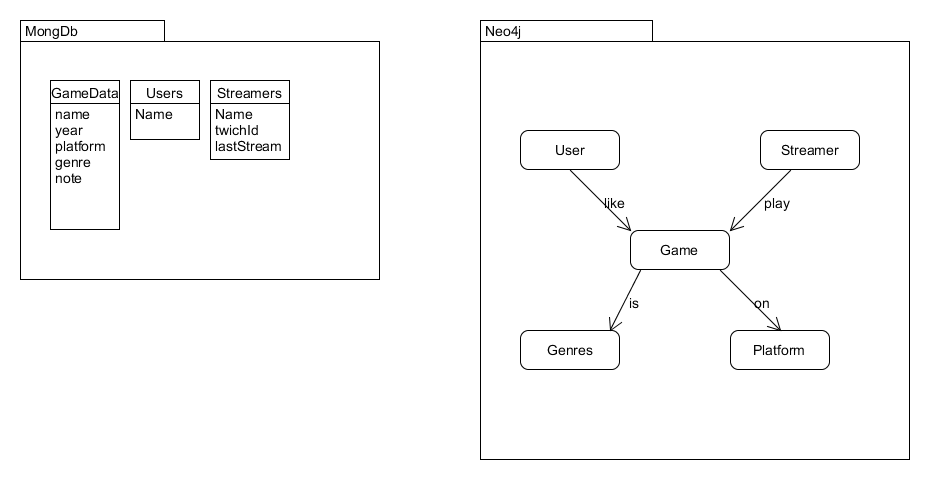 MongDb
GameData
name
year
platform
genre
note
Users
Name
Streamers
Name
twichId
lastStream
Neo4j
User
Streamer
like
play
Game
is
on
Genres
Platform